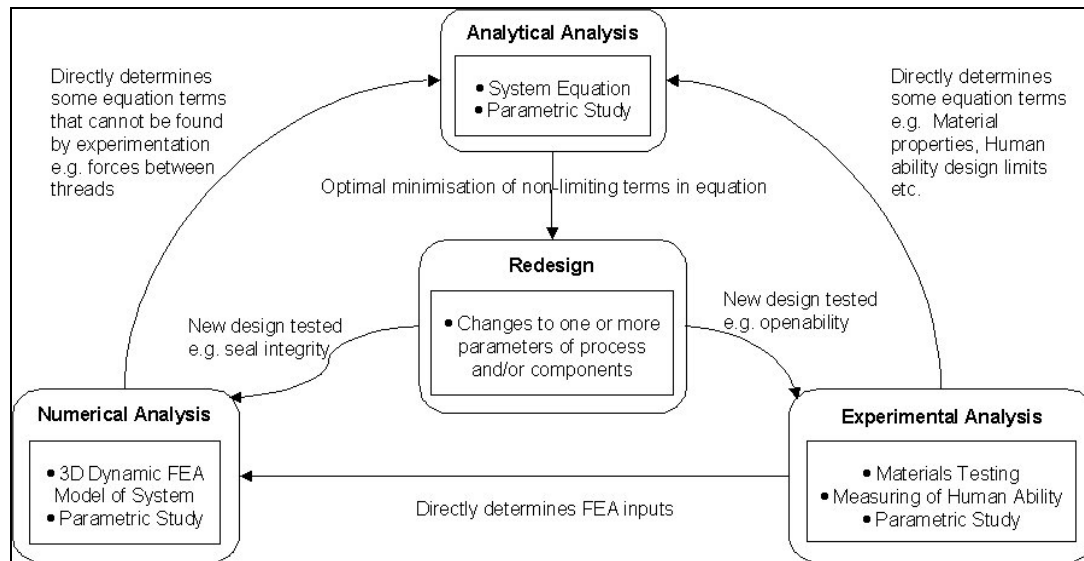 Analytical Analysis
• System Equation
• Parametric Study
Directly determines
some equation terms
that cannot be found
by experimentation
e.g. forces between
threads
Directly determines
some equation terms
e.g. Material
properties, Human
ability design limits
etc.
Optimal minimisation of non-limiting terms in equation
Redesign
• Changes to one or more
parameters of process
and/or components
New design tested
e.g. seal integrity
New design tested
e.g. openability
Numerical Analysis
• 3D Dynamic FEA
Model of System
• Parametric Study
Directly determines FEA inputs
Experimental Analysis
• Materials Testing
• Measuring of Human Ability
• Parametric Study